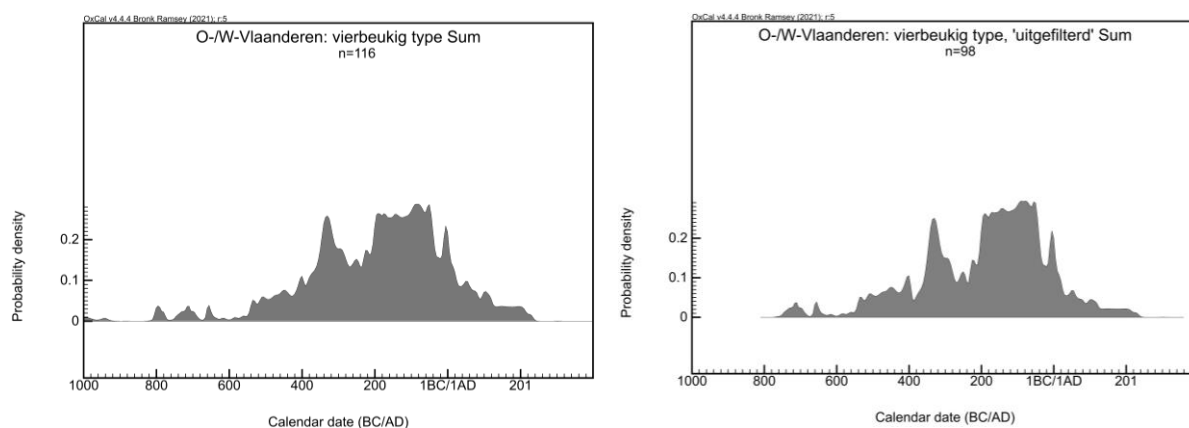 OxCal v4.4.4 Bronk Ramsey (2021); r:5
O-/W-Vlaanderen: vierbeukig type Sum
n=116
Probability density
0.2
0.1
0
1000 800 600 400 200 1BC/1AD 201
Calendar date (BC/AD)
OxCal v4.4.4 Bronk Ramsey (2021); r:5
O-/W-Vlaanderen: vierbeukig type, 'uitgefilterd' Sum
n=98
Probability density
0.2
0.1
0
1000 800 600 400 200 1BC/1AD 201
Calendar date (BC/AD)